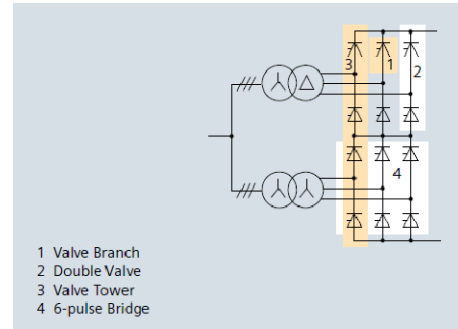 3
1
2
4
1 Valve Branch
2 Double Valve
3 Valve Tower
4 6-pulse Bridge